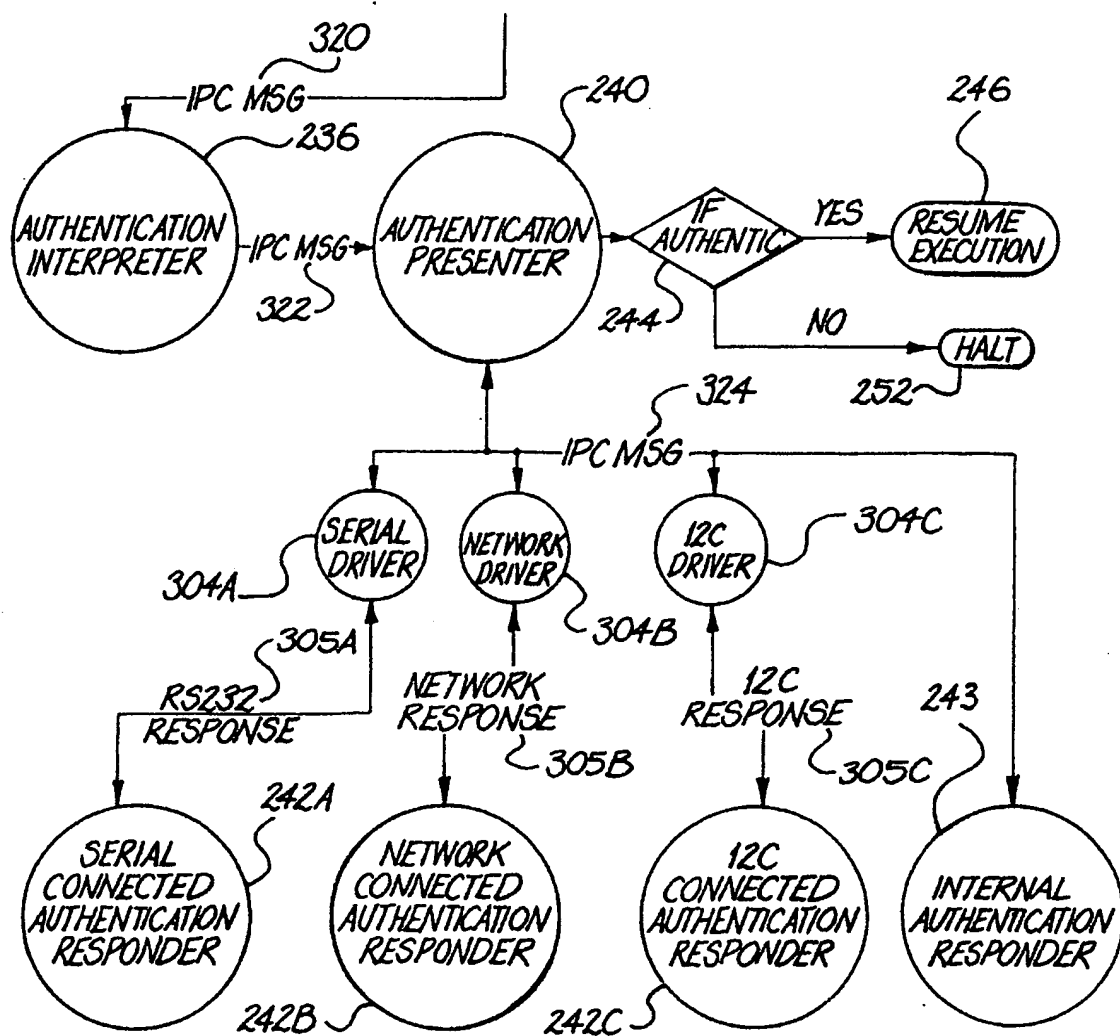 320
IPC MSG
236
240
246
AUTHENTICATION
INTERPRETER
IPC MSG
322
AUTHENTICATION
PRESENTER
IF
AUTHENTIC
244
YES
RESUME
EXECUTION
NO
HALT
252
324
IPC MSG
SERIAL
DRIVER
304A
NETWORK
DRIVER
304B
12C
DRIVER
304C
305A
RS232
RESPONSE
NETWORK
RESPONSE
305B
12C
RESPONSE
305C
243
242A
SERIAL
CONNECTED
AUTHENTICATION
RESPONDER
NETWORK
CONNECTED
AUTHENTICATION
RESPONDER
242B
12C
CONNECTED
AUTHENTICATION
RESPONDER
242C
INTERNAL
AUTHENTICATION
RESPONDER